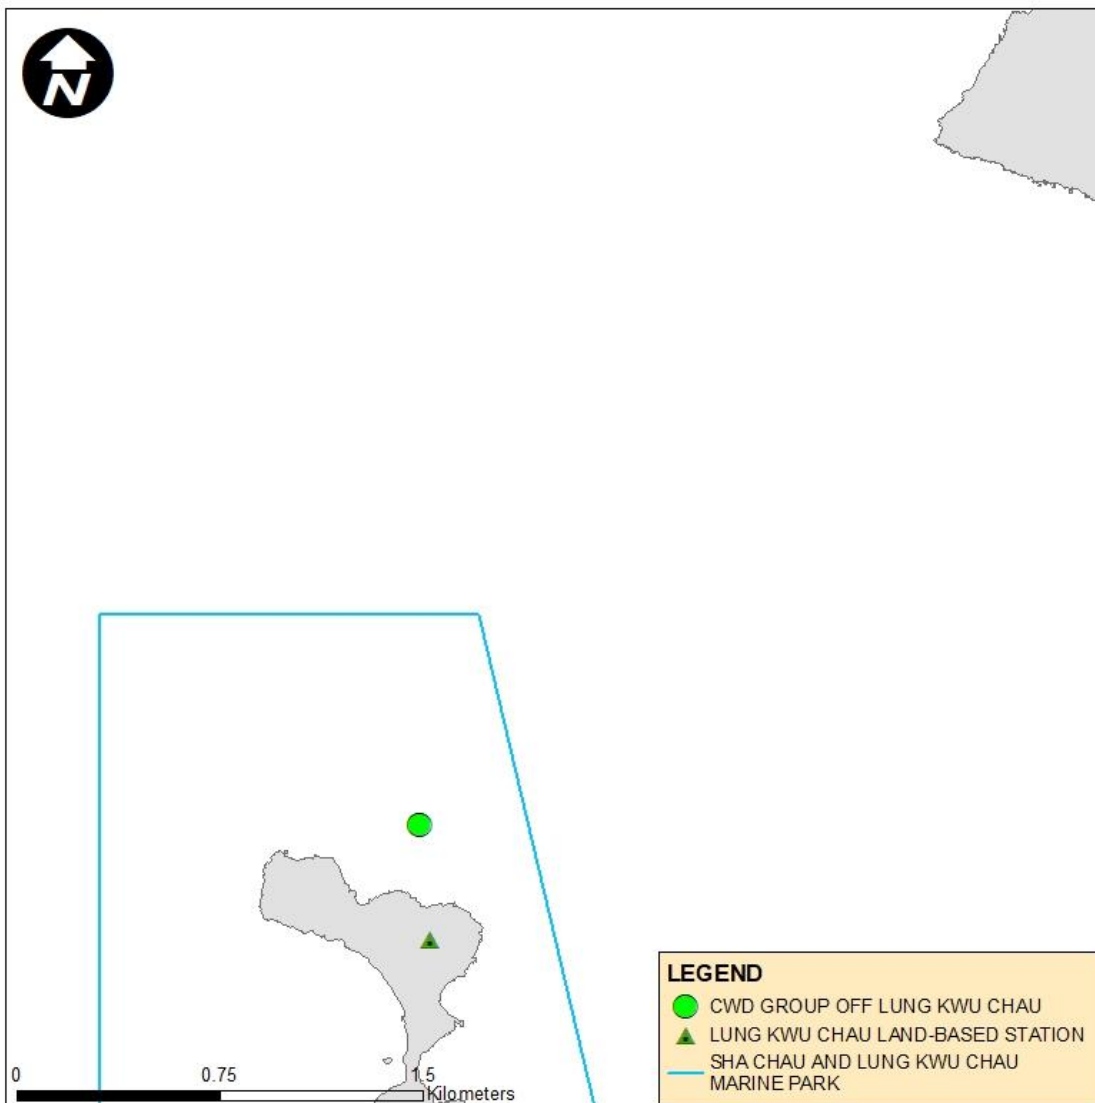 N
LEGEND
CWD GROUP OFF LUNG KWU CHAU
LUNG KWU CHAU LAND-BASED STATION
SHA CHAU AND LUNG KWU CHAU
MARINE PARK
0 0.75 1.5
Kilometers